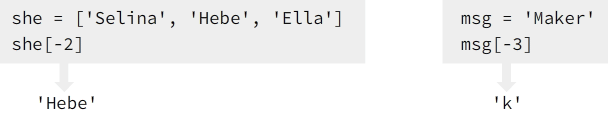 she = ['Selina', 'Hebe', 'Ella']
she[-2]
'Hebe'
msg = 'Maker'
msg[-3]
'k'